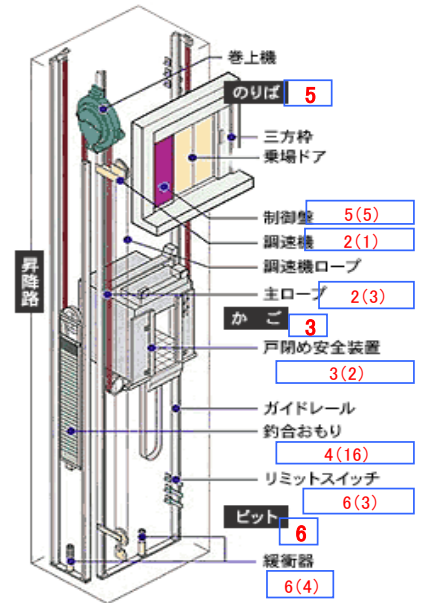 巻上機
のりば 5
三方枠
乗場ドア
制御盤 5(5)
調速機 2(1)
調速機ロープ
昇降路
主ロープ 2(3)
かご 3
戸閉め安全装置
3(2)
ガイドレール
釣合おもり
4(16)
リミットスイッチ
6(3)
ピット 6
緩衝器
6(4)